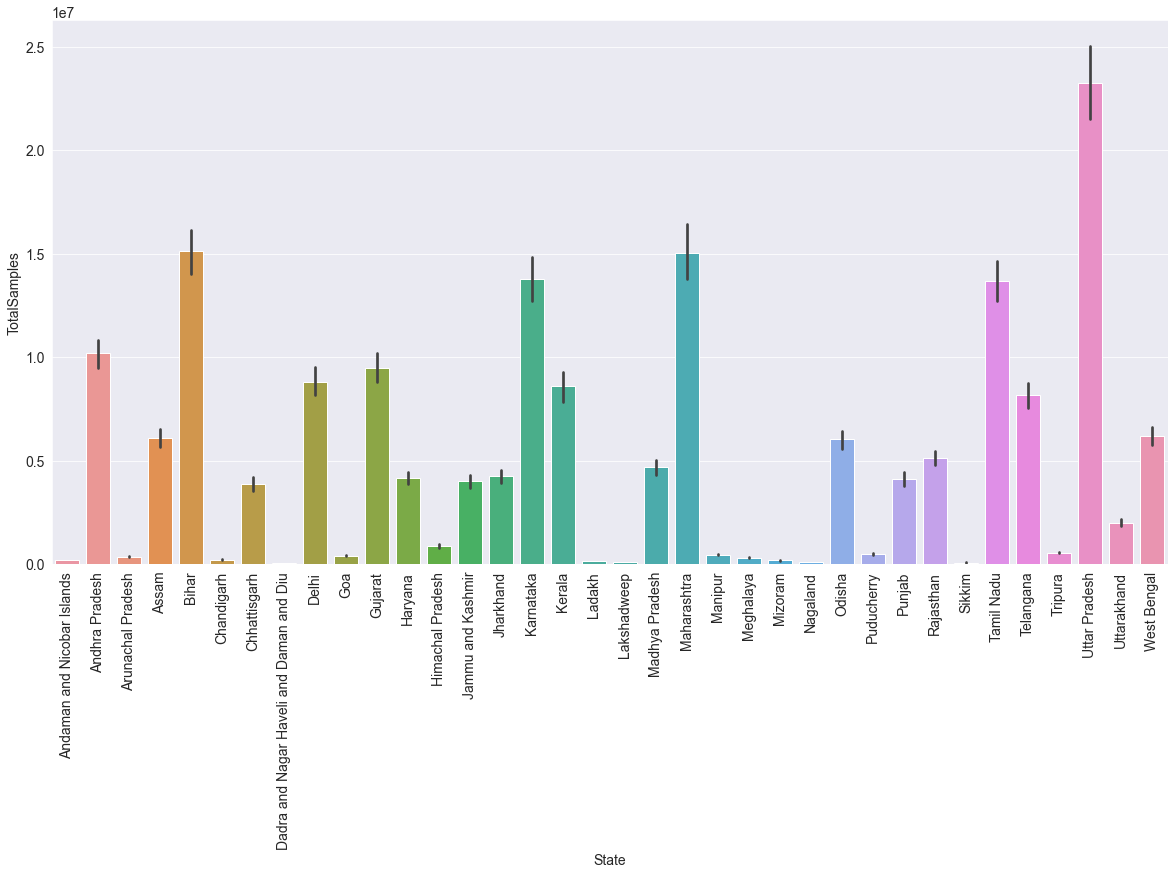 1e7
2.5
2.0
1.5
1.0
0.5
0.0
TotalSamples
Andaman and Nicobar Islands
Andhra Pradesh
Arunachal Pradesh
Assam
Bihar
Chandigarh
Chhattisgarh
Dadra and Nagar Haveli and Daman and Diu
Delhi
Goa
Gujarat
Haryana
Himachal Pradesh
Jammu and Kashmir
Jharkhand
Karnataka
Kerala
Ladakh
Lakshadweep
Madhya Pradesh
Maharashtra
Manipur
Meghalaya
Mizoram
Nagaland
Odisha
Puducherry
Punjab
Rajasthan
Sikkim
Tamil Nadu
Telangana
Tripura
Uttar Pradesh
Uttarakhand
West Bengal
State